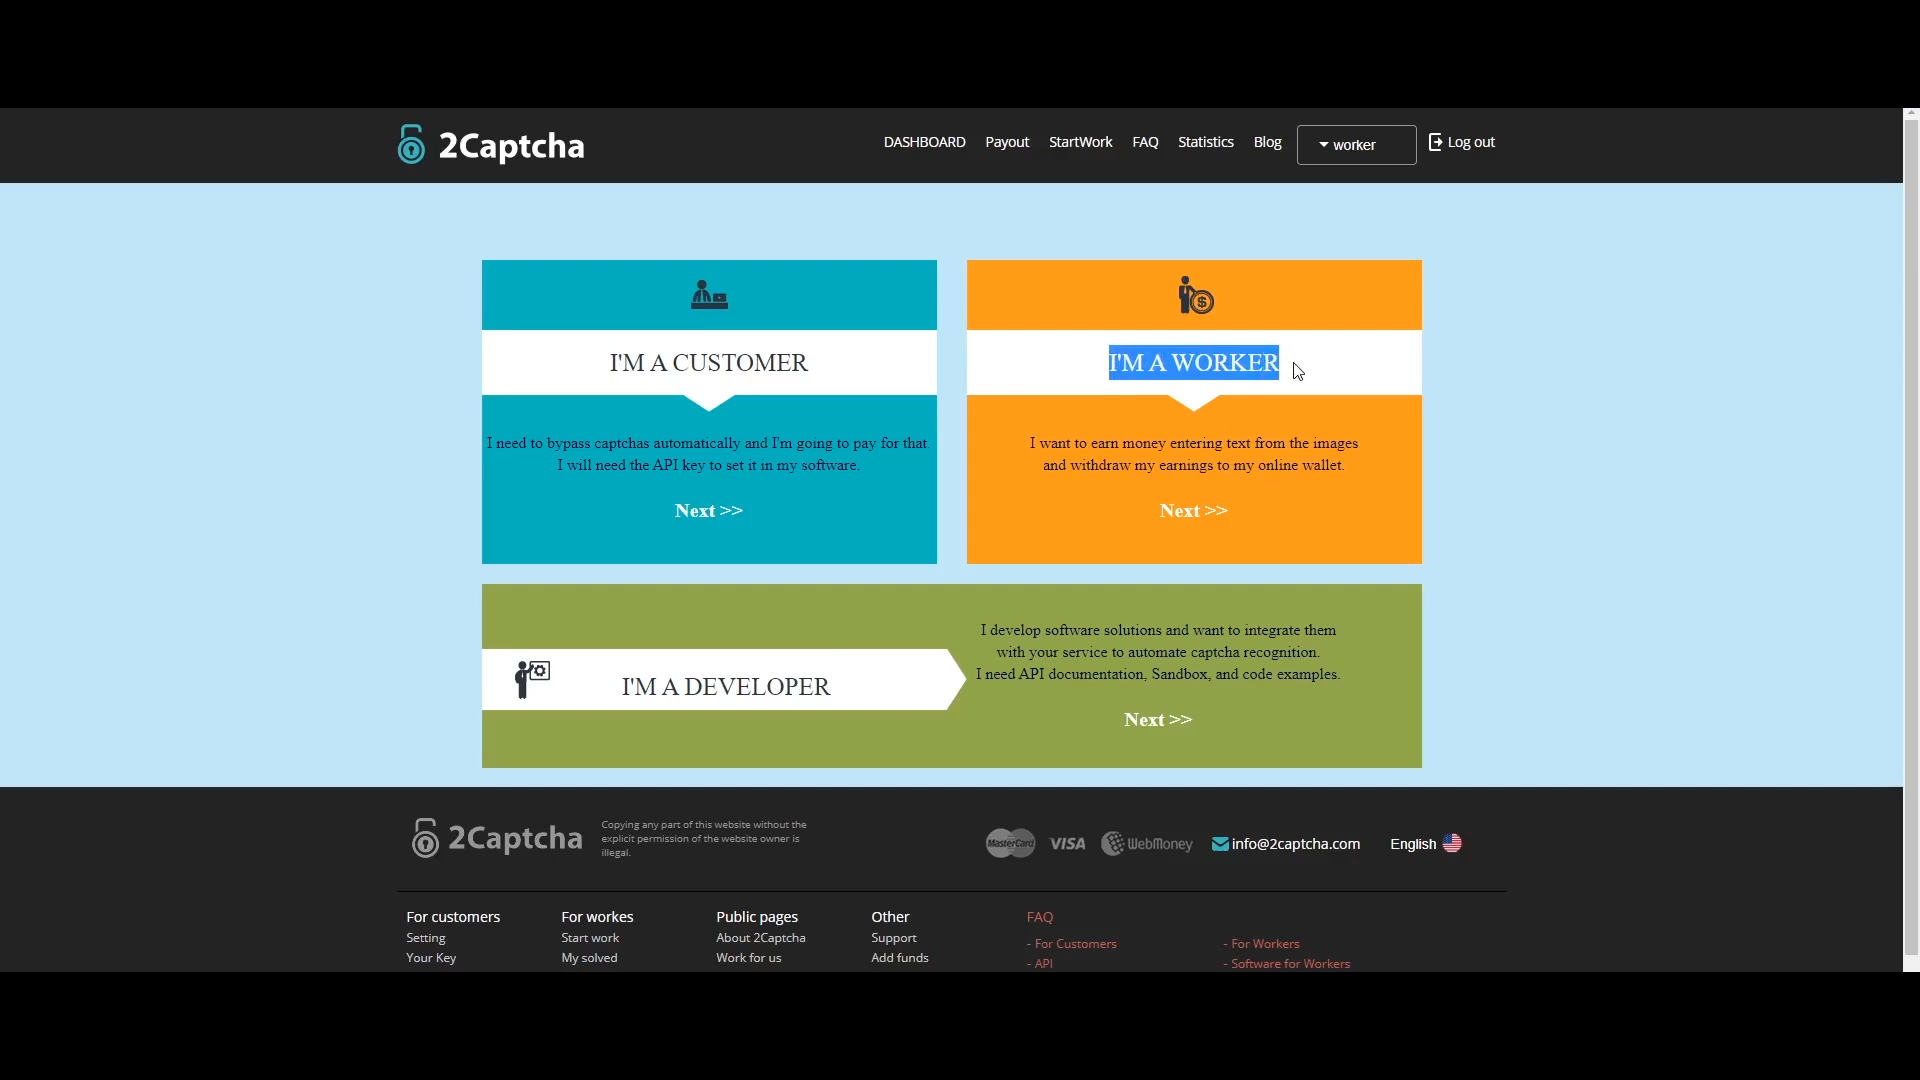 2Captcha
DASHBOARD Payout StartWork FAQ Statistics Blog worker Log out
I'M A CUSTOMER
I need to bypass captchas automatically and I'm going to pay for that.
I will need the API key to set it in my software.
Next >>
I'M A WORKER
I want to earn money entering text from the images
and withdraw my earnings to my online wallet.
Next >>
I'M A DEVELOPER
I develop software solutions and want to integrate them
with your service to automate captcha recognition.
I need API documentation, Sandbox, and code examples.
Next >>
2Captcha
Copying any part of this website without the
explicit permission of the website owner is
illegal.
MasterCard VISA WebMoney info@2captcha.com English
For customers
Setting
Your Key
For workes
Start work
My solved
Public pages
About 2Captcha
Work for us
Other
Support
Add funds
FAQ
- For Customers
- API
- For Workers
- Software for Workers